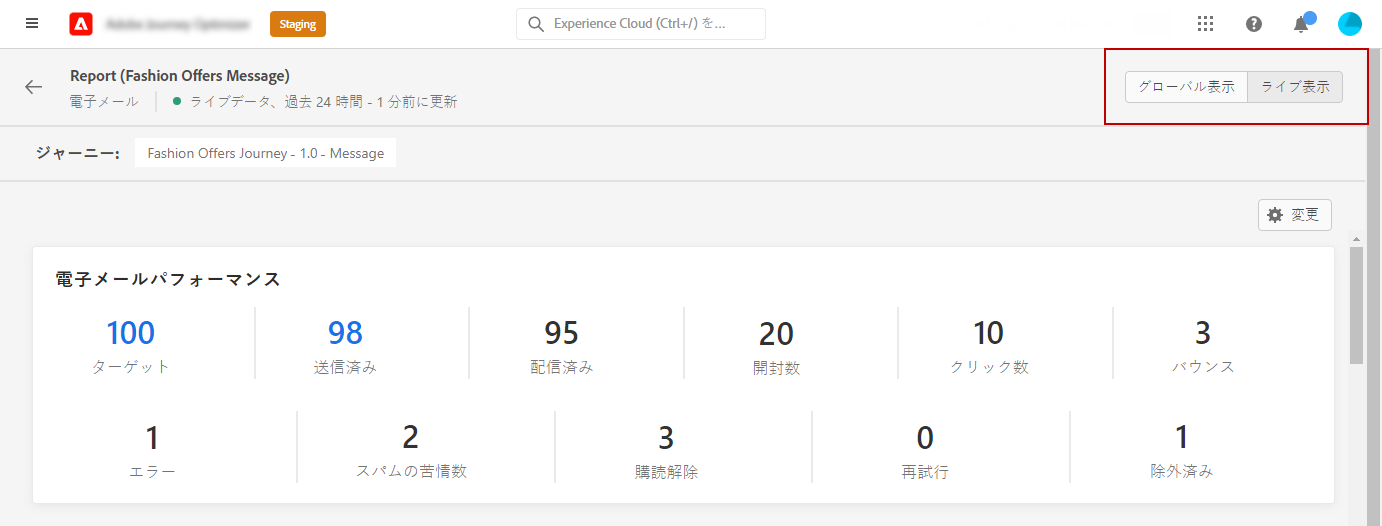 Staging
Experience Cloud (Ctrl+/) を...
Report (Fashion Offers Message)
電子メール
ライブデータ、過去 24 時間 - 1 分前に更新
グローバル表示
ライブ表示
ジャーニー:
Fashion Offers Journey - 1.0 - Message
変更
電子メールパフォーマンス
100
ターゲット
98
送信済み
95
配信済み
20
開封数
10
クリック数
3
バウンス
1
エラー
2
スパムの苦情数
3
購読解除
0
再試行
1
除外済み